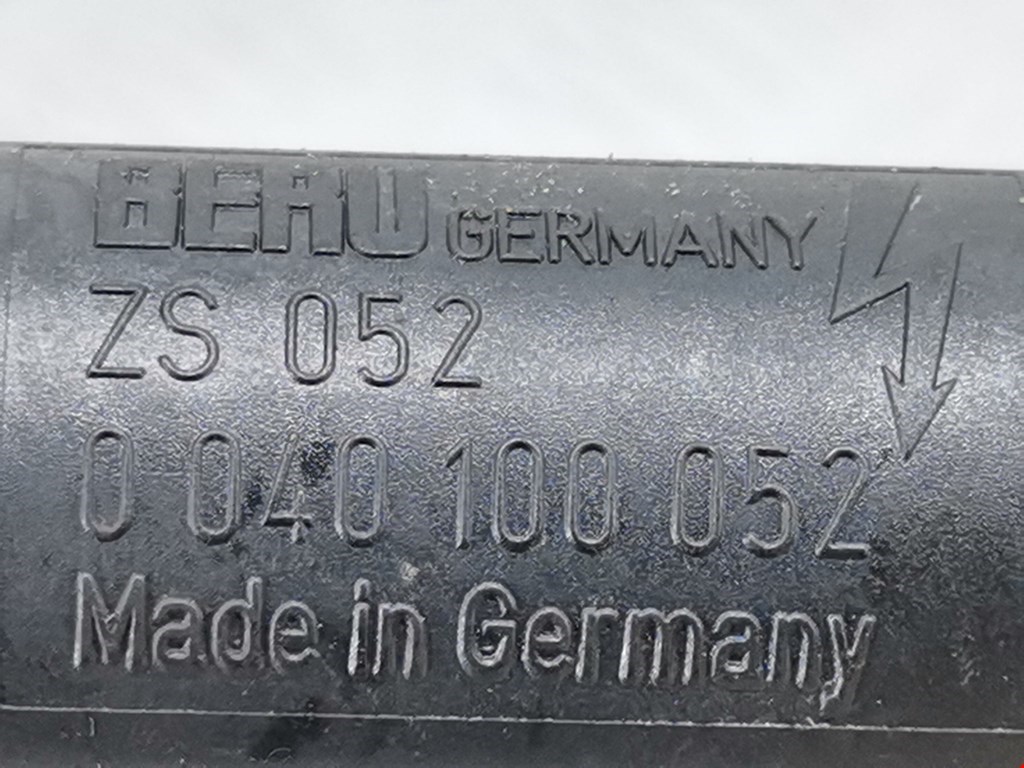 BERU GERMANY
ZS 052
0 040 100 052
Made in Germany